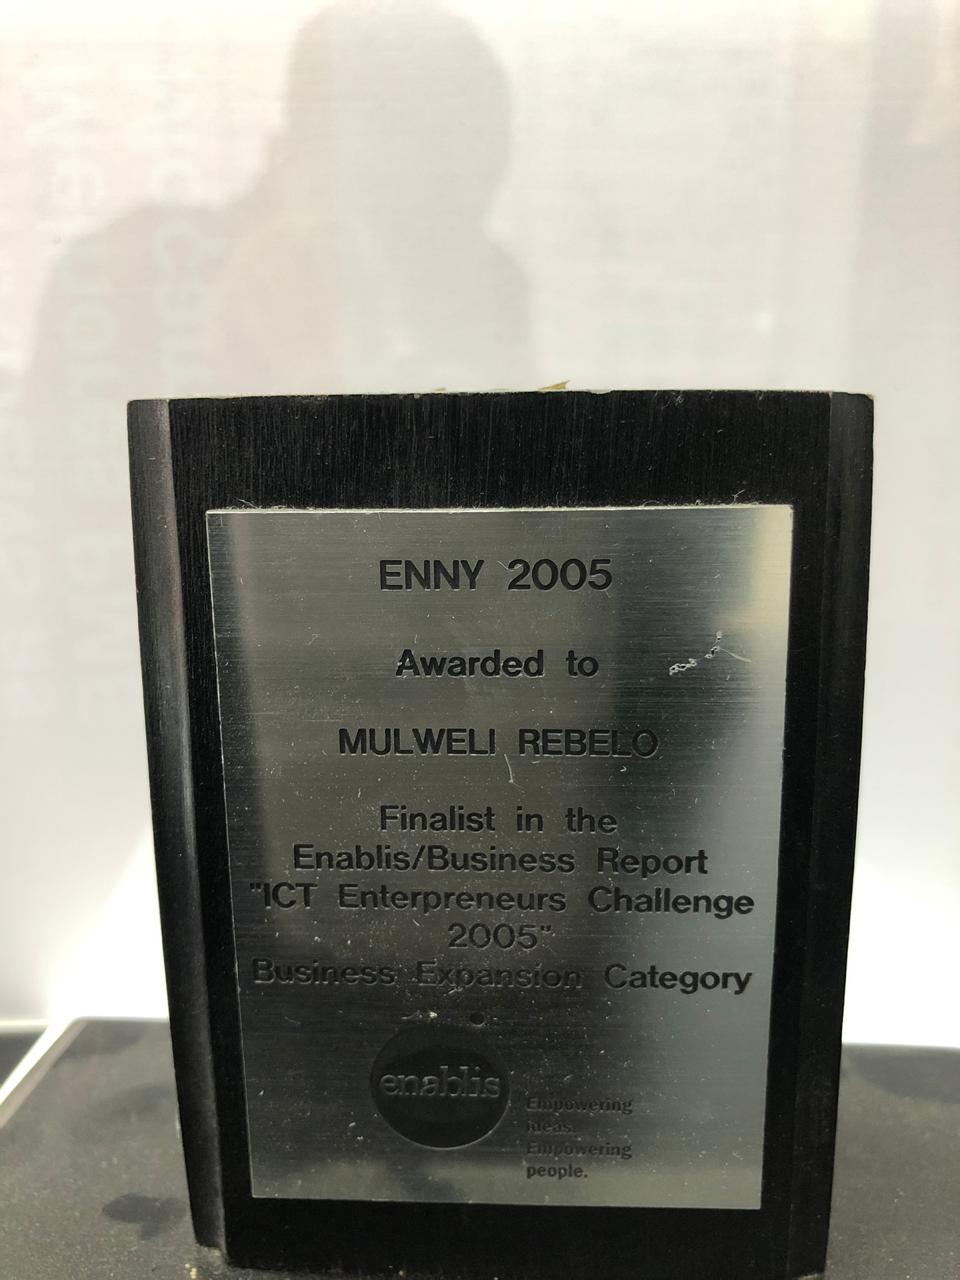 ENNY 2005
Awarded to
MULWELI REBELO
Finalist in the
Enablis/Business Report
"ICT Enterpreneurs Challenge
2005"
Business Expansion Category
enablis
Empowering
ideas.
Empowering
people.